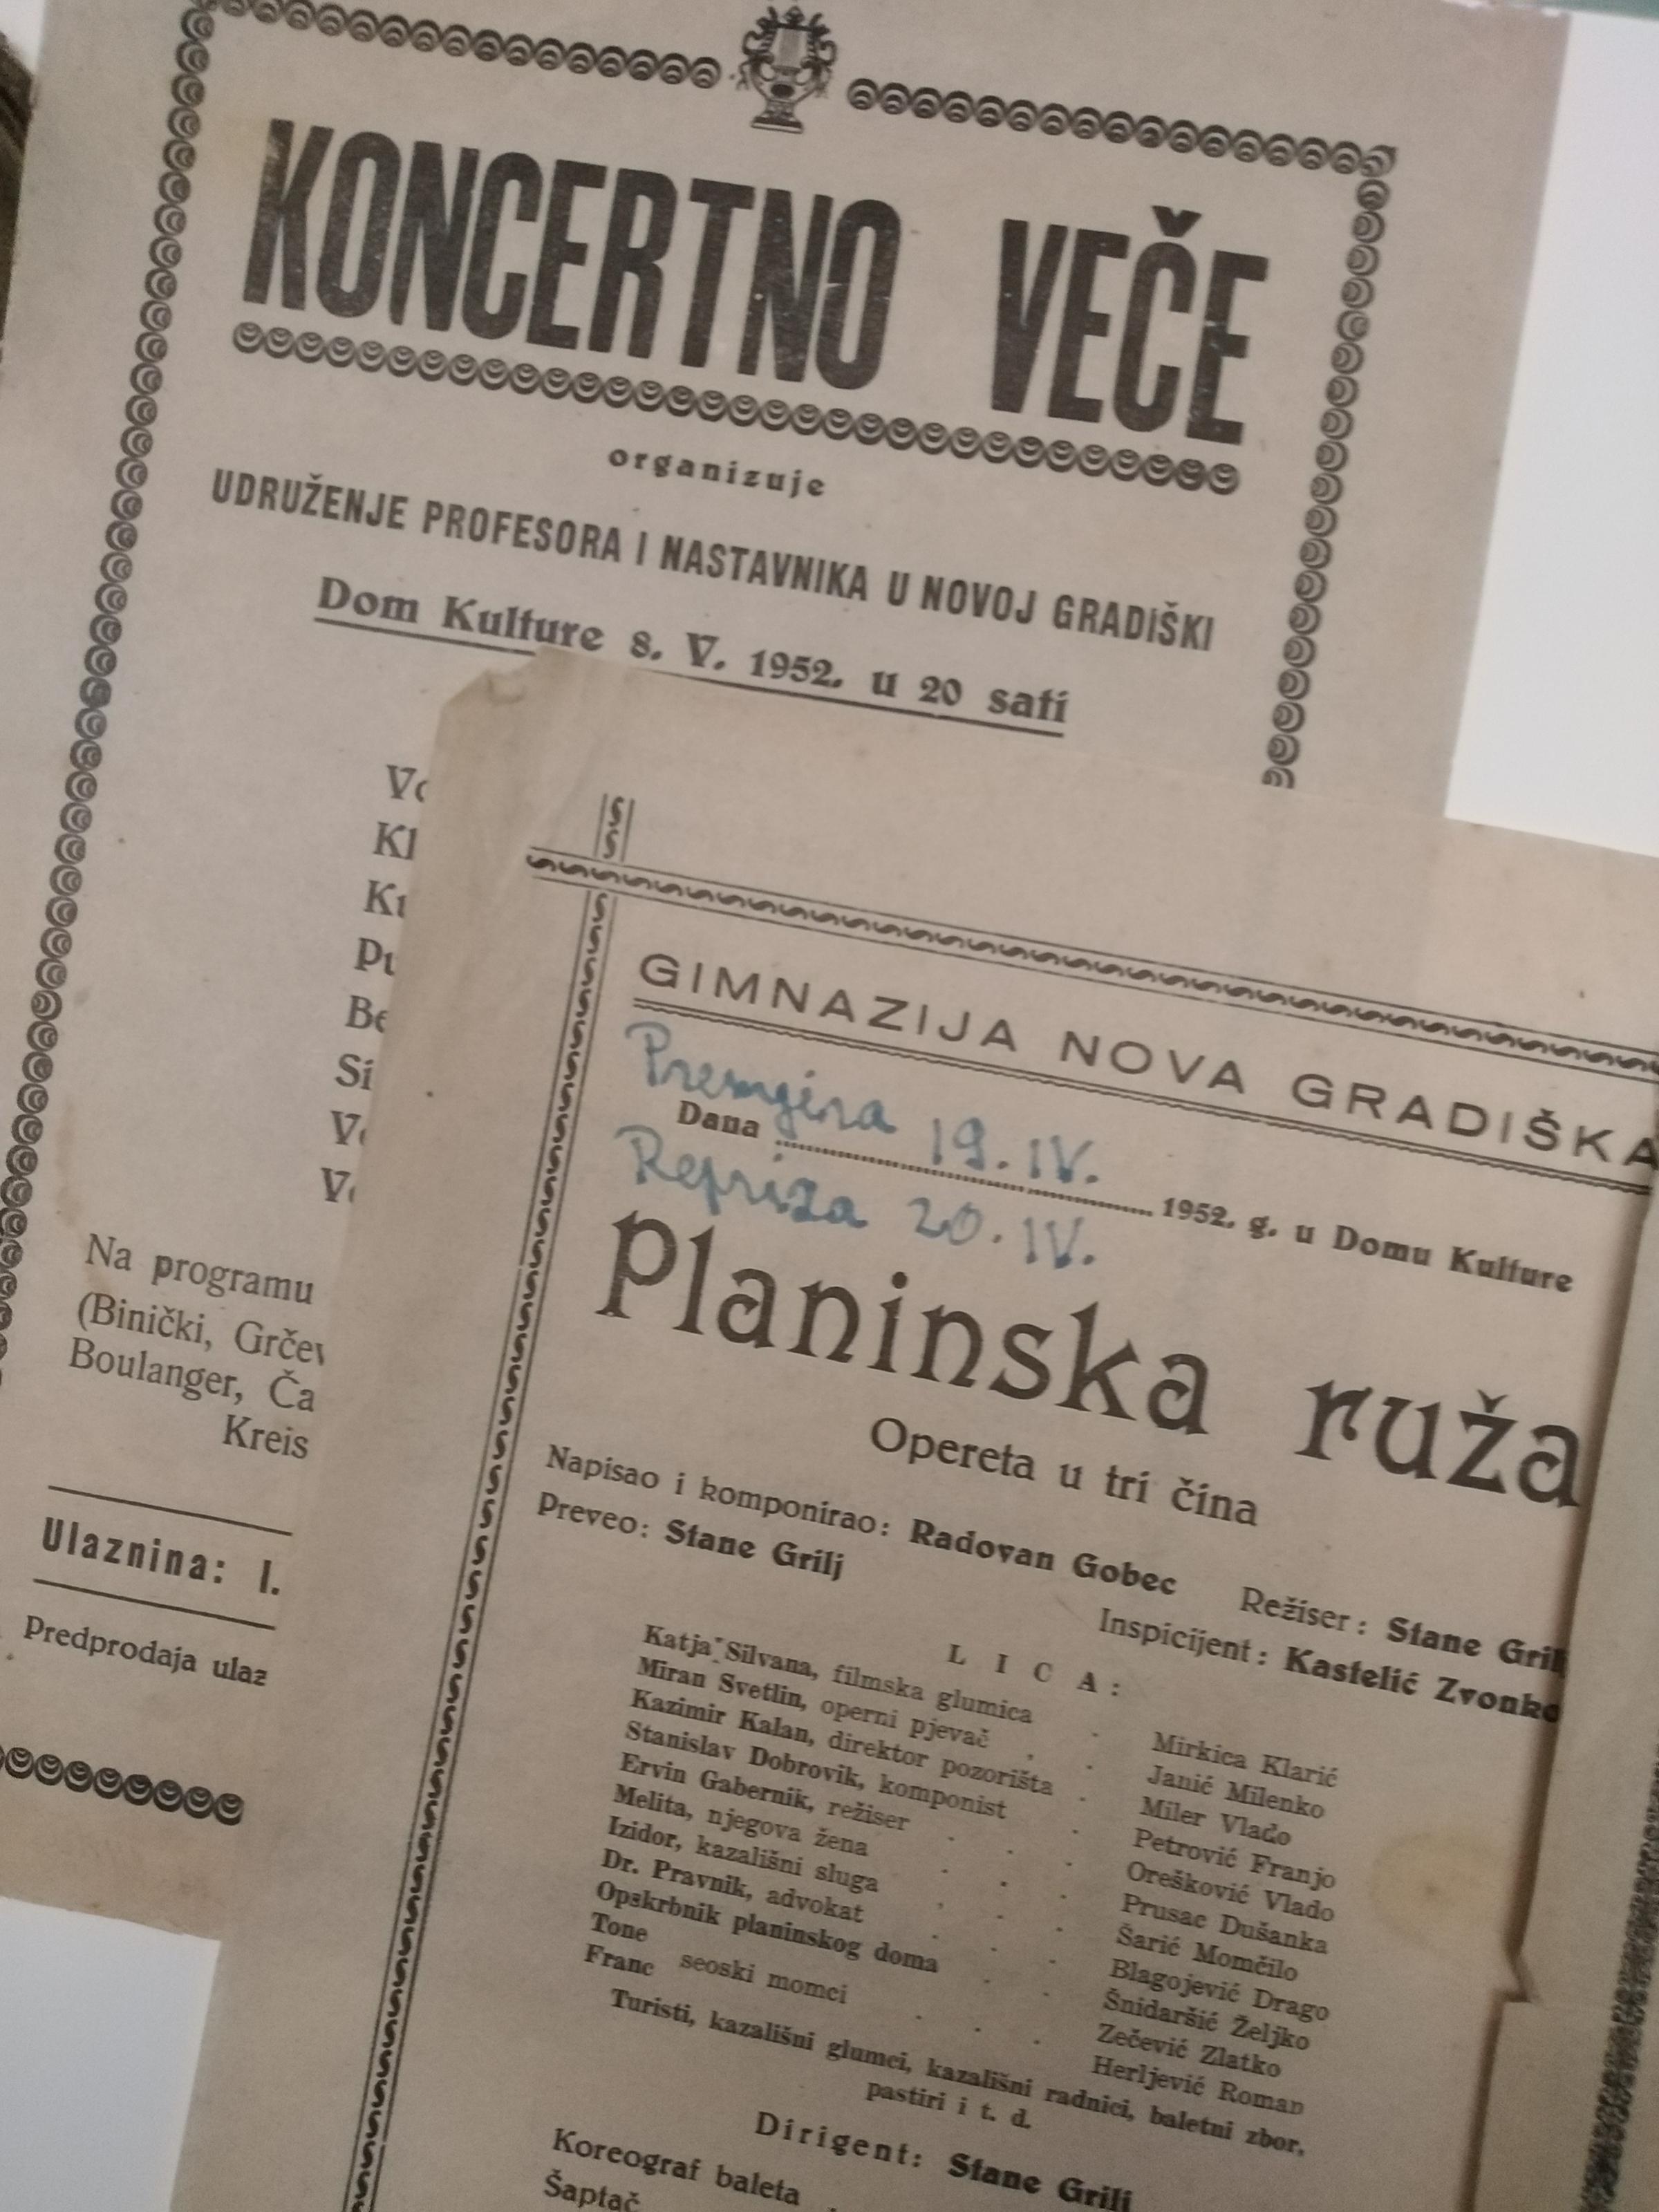 KONCERTNO VEČE
organizuje
UDRUŽENJE PROFESORA I NASTAVNIKA U NOVOJ GRADIŠKI
Dom Kulture 8. V. 1952. u 20 sati
Na programu
(Binički,
Boulanger,
Ulaznina: I.
Predprodaja
GIMNAZIJA NOVA GRADIŠKA
Premijera 19. IV.
Dana 1952. g. u Domu Kulture
Repriza 20. IV.
Planinska ruža
Opereta u tri čina
Napisao i komponirao: Radovan Gobec Režiser: Stane Grilj
Preveo: Stane Grilj Inspicijent: Kastelić Zvonko
LICA:
Katja Silvana, filmska glumica . Mirkica Klarić
Miran Svetlin, operni pjevač . . Janić Milenko
Kazimir Kalan, direktor pozorišta . Miler Vlado
Stanislav Dobrovik, komponist . Petrović Franjo
Ervin Gabernik, režiser . . . Orešković Vlado
Melita, njegova žena . . . Prusac Dušanka
Izidor, kazališni sluga . . . Šarić Momčilo
Dr. Pravnik, advokat . . . Blagojević Drago
Opskrbnik planinskog doma . . Šnidaršić Željko
Tone Zečević Zlatko
Franc seoski momci . . . Herljević Roman
Turisti, kazališni glumci, kazališni radnici, baletni zbor,
pastiri i t. d.
Dirigent: Stane Grilj
Koreograf baleta .
Šaptač